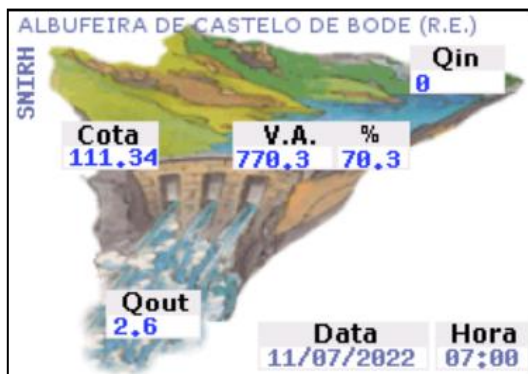 ALBUFEIRA DE CASTELO DE BODE (R.E.)
SNIRH
Qin
0
Cota V.A. %
111.34 770.3 70.3
Qout
2.6
Data Hora
11/07/2022 07:00